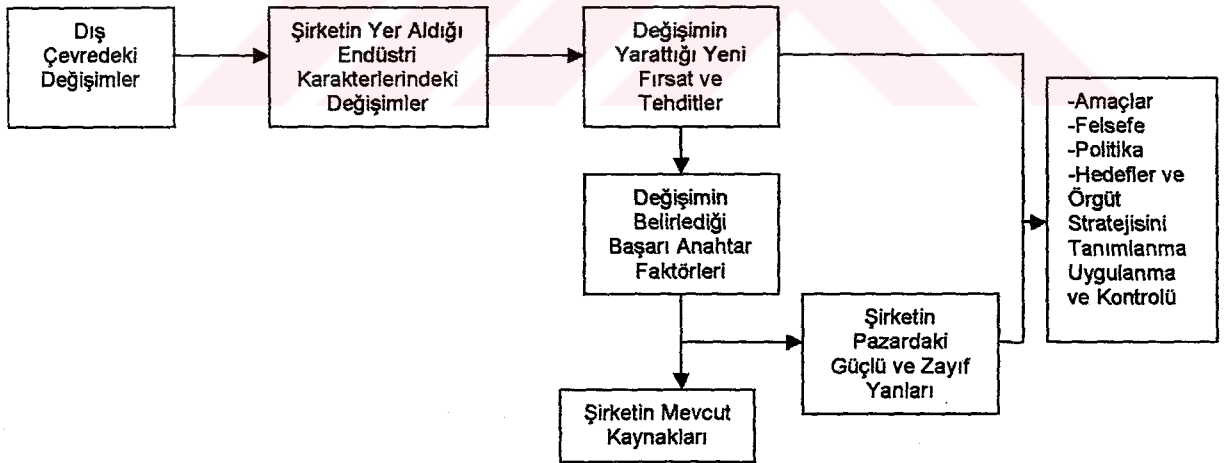 Dış
Çevredeki
Değişimler
Şirketin Yer Aldığı
Endüstri
Karakterlerindeki
Değişimler
Değişimin
Yarattığı Yeni
Fırsat ve
Tehditler
-Amaçlar
-Felsefe
-Politika
-Hedefler ve
Örgüt
Stratejisini
Tanımlanma
Uygulanma
ve Kontrolü
Değişimin
Belirlediği
Başarı Anahtar
Faktörleri
Şirketin
Pazardaki
Güçlü ve Zayıf
Yanları
Şirketin Mevcut
Kaynakları